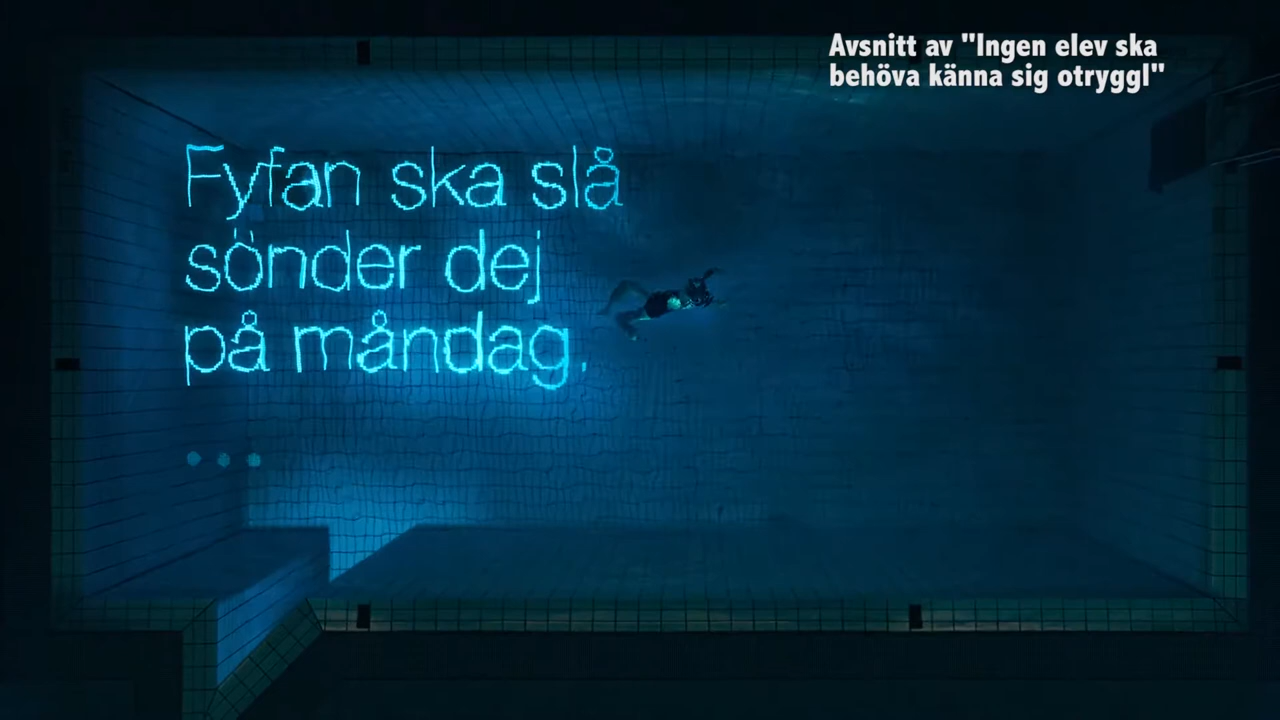 Avsnitt av "Ingen elev ska
behöva känna sig otryggl"
Fyfan ska slå
sönder dej
på måndag.